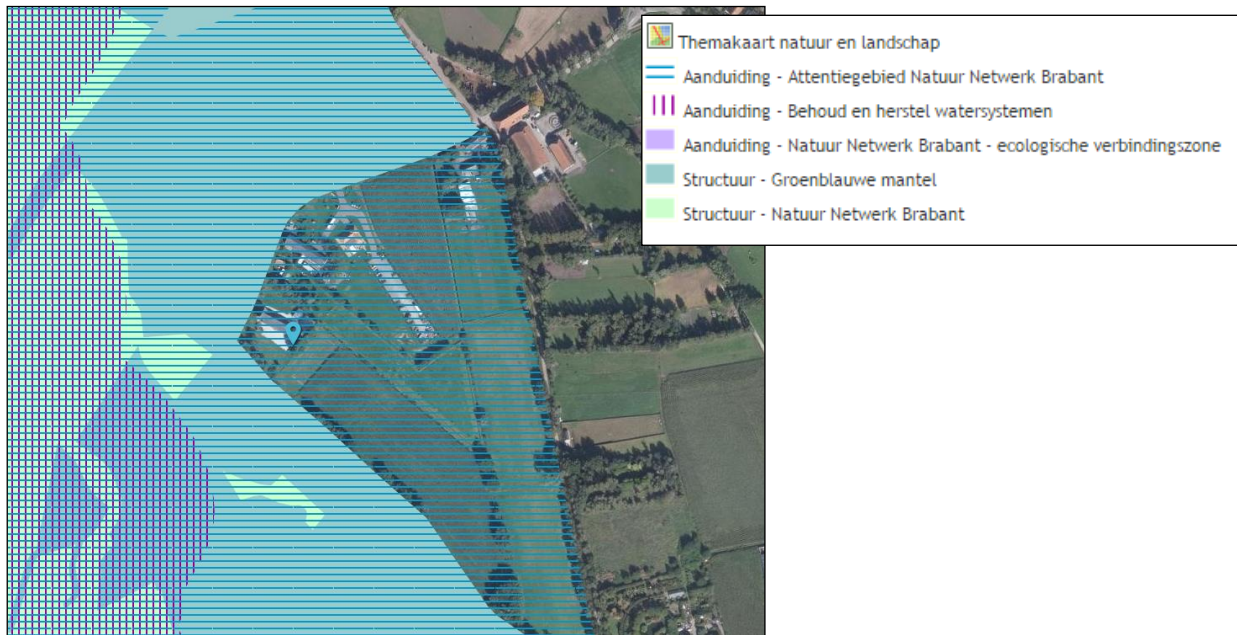 Themakaart natuur en landschap
Aanduiding - Attentiegebied Natuur Netwerk Brabant
Aanduiding - Behoud en herstel watersystemen
Aanduiding - Natuur Netwerk Brabant - ecologische verbindingszone
Structuur - Groenblauwe mantel
Structuur - Natuur Netwerk Brabant